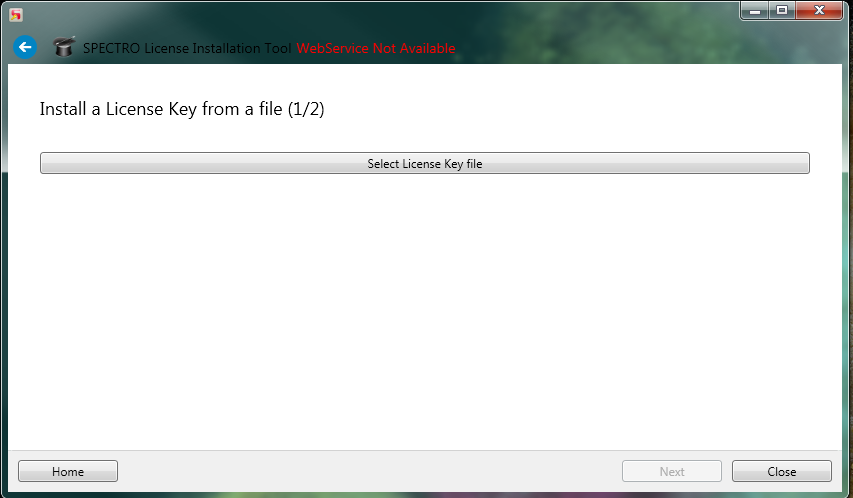 SPECTRO License Installation Tool WebService Not Available
Install a License Key from a file (1/2)
Select License Key file
Home Next Close